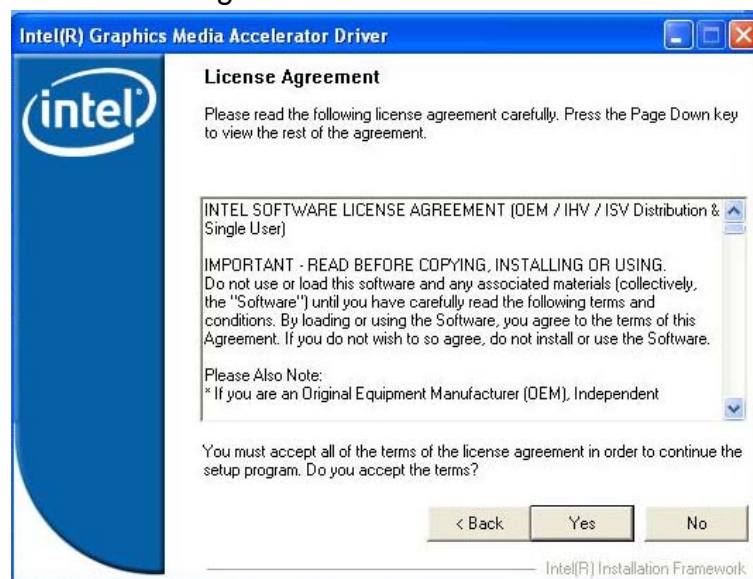 Intel(R) Graphics Media Accelerator Driver
intel
License Agreement
Please read the following license agreement carefully. Press the Page Down key
to view the rest of the agreement.
INTEL SOFTWARE LICENSE AGREEMENT (OEM / IHV / ISV Distribution &
Single User)
IMPORTANT - READ BEFORE COPYING, INSTALLING OR USING.
Do not use or load this software and any associated materials (collectively,
the "Software") until you have carefully read the following terms and
conditions. By loading or using the Software, you agree to the terms of this
Agreement. If you do not wish to so agree, do not install or use the Software.
Please Also Note:
* If you are an Original Equipment Manufacturer (OEM), Independent
You must accept all of the terms of the license agreement in order to continue the
setup program. Do you accept the terms?
< Back Yes No
Intel(R) Installation Framework